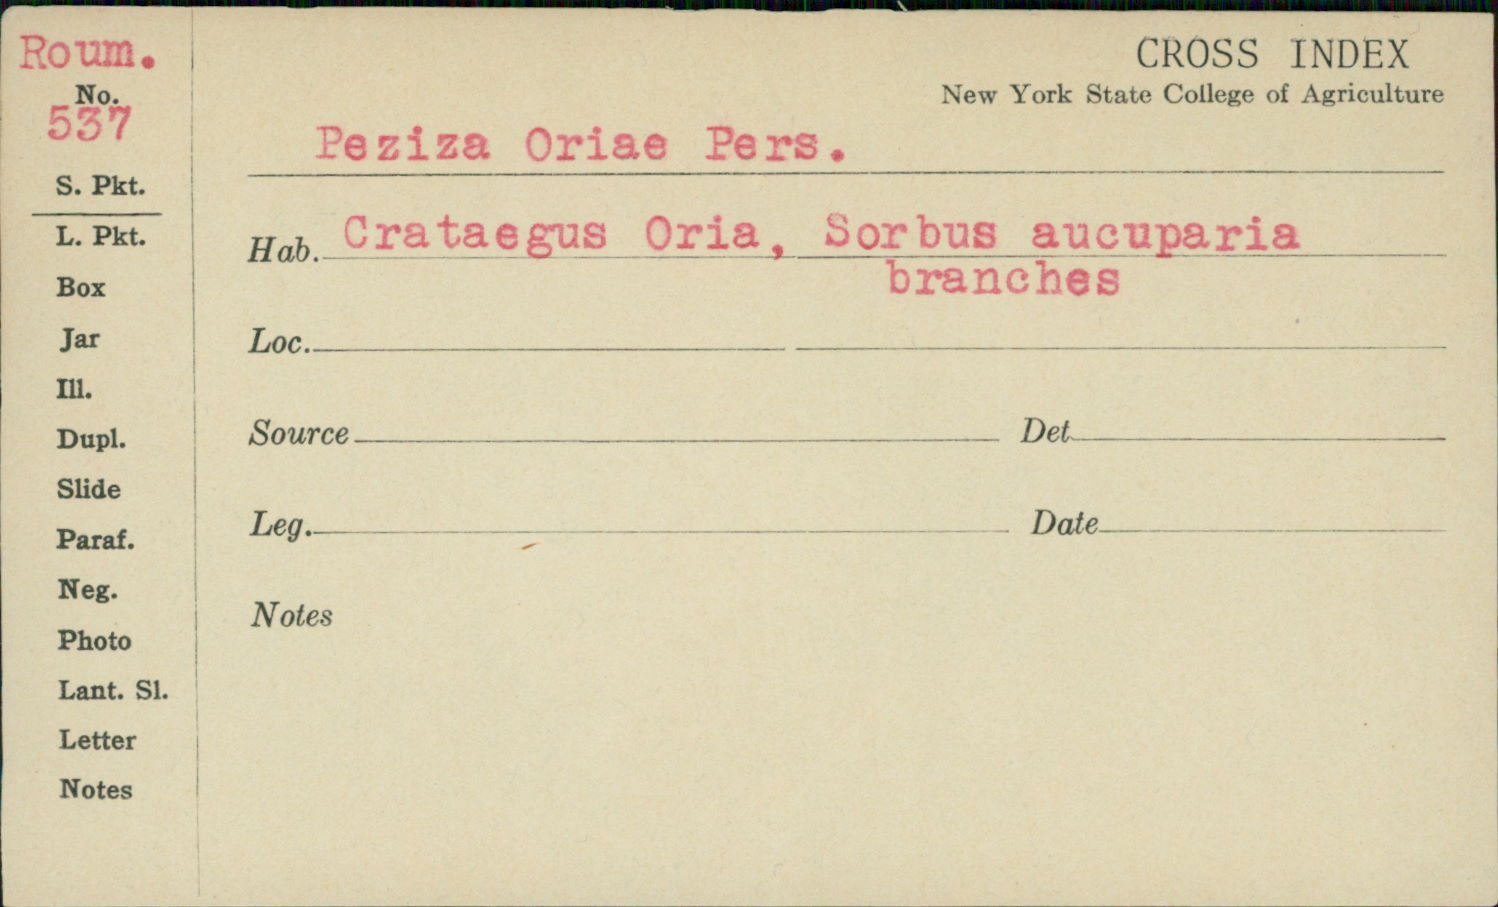 Roum.
No.
537
S. Pkt.
L. Pkt.
Box
Jar
Ill.
Dupl.
Slide
Paraf.
Neg.
Photo
Lant. Sl.
Letter
Notes
CROSS INDEX
New York State College of Agriculture
Peziza Oriae Pers.
Hab. Crataegus Oria, Sorbus aucuparia
branches
Loc.
Source Det
Leg. Date
Notes